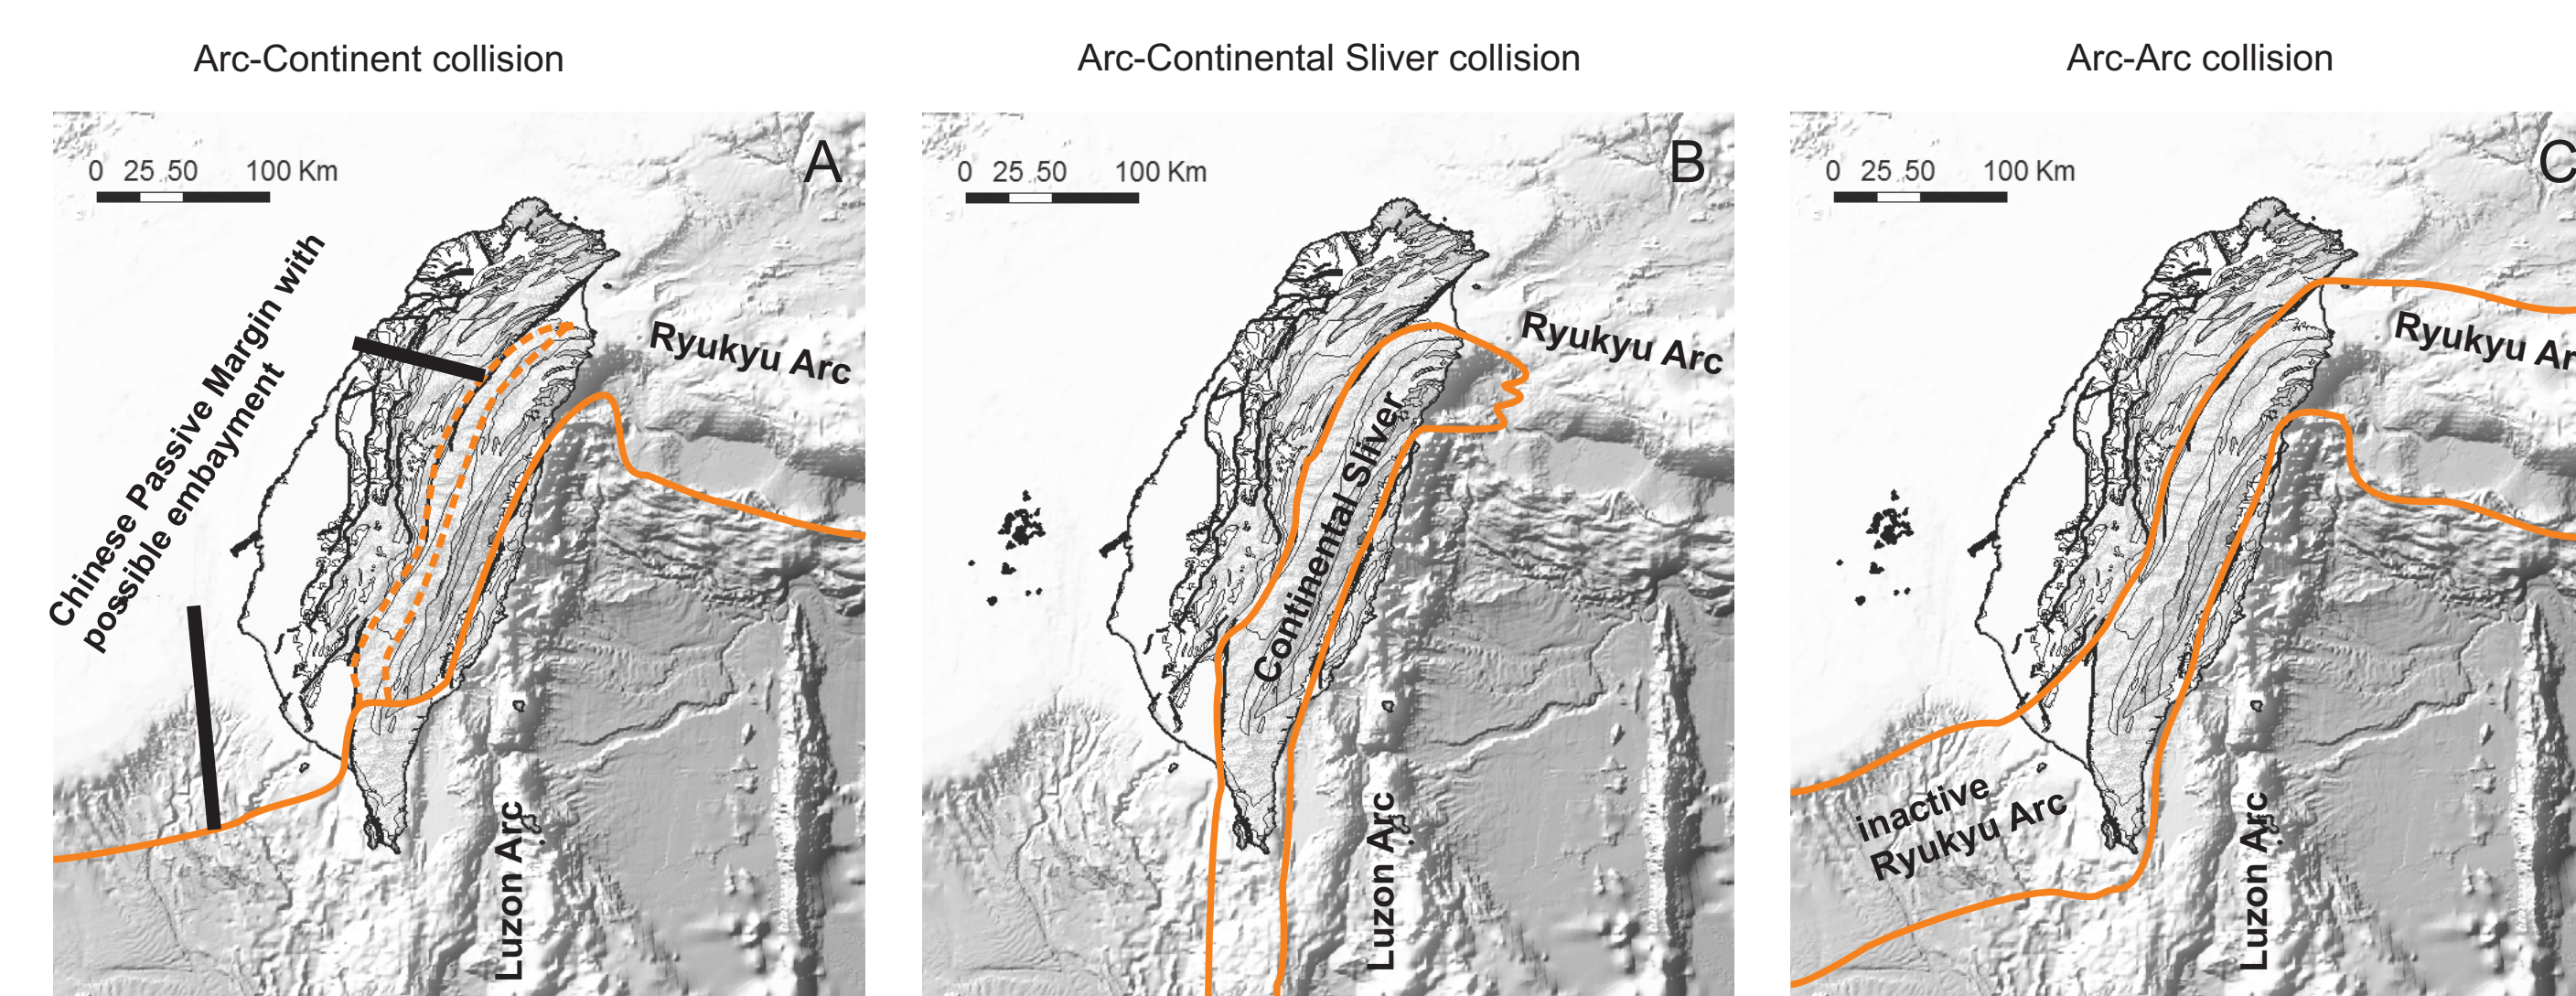 Arc-Continent collision
Arc-Continental Sliver collision
Arc-Arc collision
A
0 25 50 100 Km
Chinese Passive Margin with
possible embayment
Ryukyu Arc
Luzon Arc
B
0 25 50 100 Km
Ryukyu Arc
Continental Sliver
Luzon Arc
C
0 25 50 100 Km
Ryukyu Ar
inactive
Ryukyu Arc
Luzon Arc